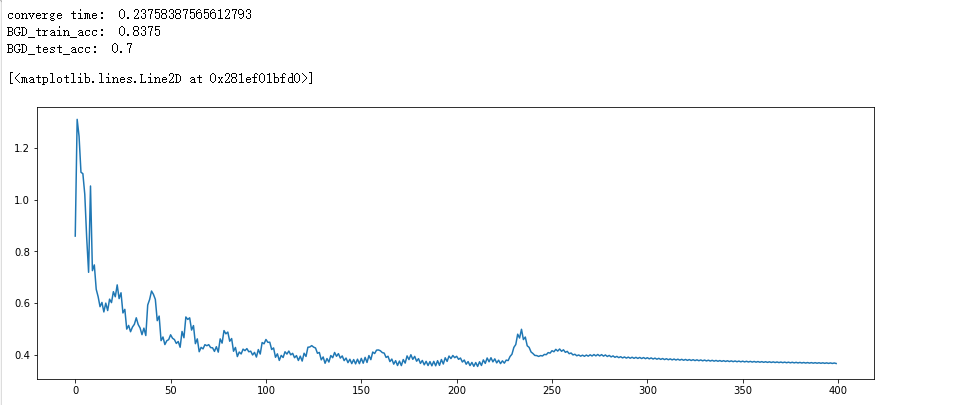 converge time:  0.23758387565612793
BGD_train_acc:  0.8375
BGD_test_acc:  0.7
[<matplotlib.lines.Line2D at 0x281ef01bfd0>]
1.2
1.0
0.8
0.6
0.4
0 50 100 150 200 250 300 350 400